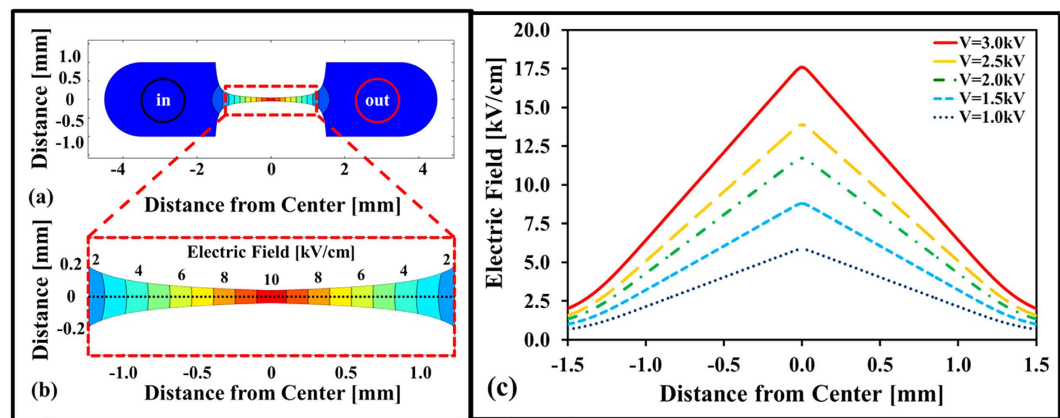 Distance [mm]
1.0
0.5
0
-0.5
-1.0
in
out
-4
-2
0
2
4
(a)
Distance from Center [mm]
Electric Field [kV/cm]
2 4 6 8 10 8 6 4 2
Distance [mm]
0.2
0
-0.2
-1.0 -0.5 0 0.5 1.0
(b)
Distance from Center [mm]
Electric Field [kV/cm]
20.0
17.5
15.0
12.5
10.0
7.5
5.0
2.5
0.0
V=3.0kV
V=2.5kV
V=2.0kV
V=1.5kV
V=1.0kV
-1.5 -1.0 -0.5 0.0 0.5 1.0 1.5
(c)
Distance from Center [mm]